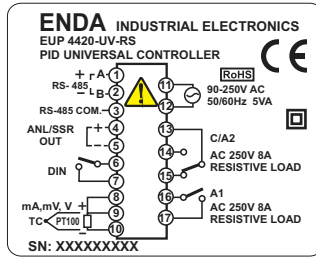 ENDA INDUSTRIAL ELECTRONICS
EUP 4420-UV-RS
PID UNIVERSAL CONTROLLER
CE
RoHS
+ A 1
RS- 485
- B 2
RS-485 COM. 3
ANL/SSR + 4
OUT - 5
DIN 6
7
mA,mV, V + 8
TC PT100 9
- 10
11 90-250V AC
12 50/60Hz 5VA
13 C/A2
14 AC 250V 8A
15 RESISTIVE LOAD
16 A1
17 AC 250V 8A
RESISTIVE LOAD
SN: XXXXXXXXX